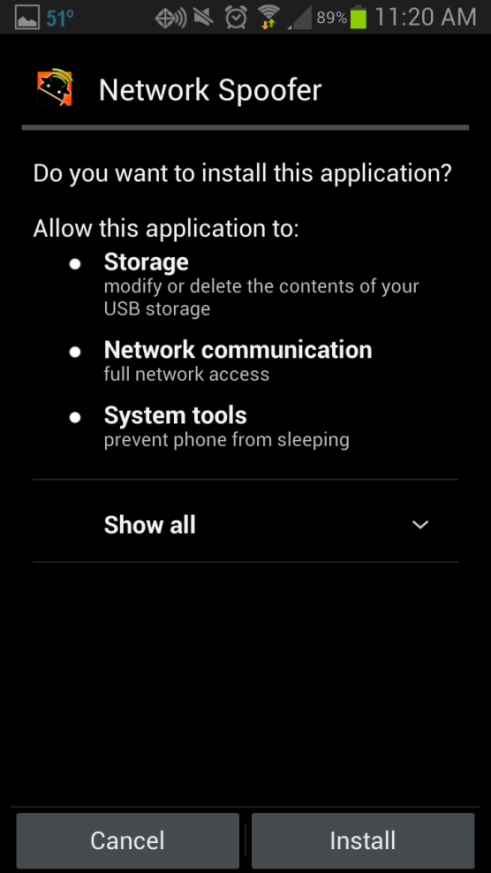 51° 89% 11:20 AM
Network Spoofer
Do you want to install this application?
Allow this application to:
Storage
modify or delete the contents of your
USB storage
Network communication
full network access
System tools
prevent phone from sleeping
Show all
Cancel Install